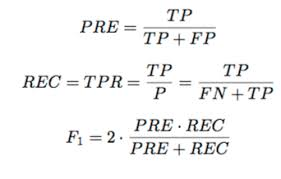 PRE = TP / (TP + FP)
REC = TPR = TP / P = TP / (FN + TP)
F₁ = 2 · (PRE · REC) / (PRE + REC)